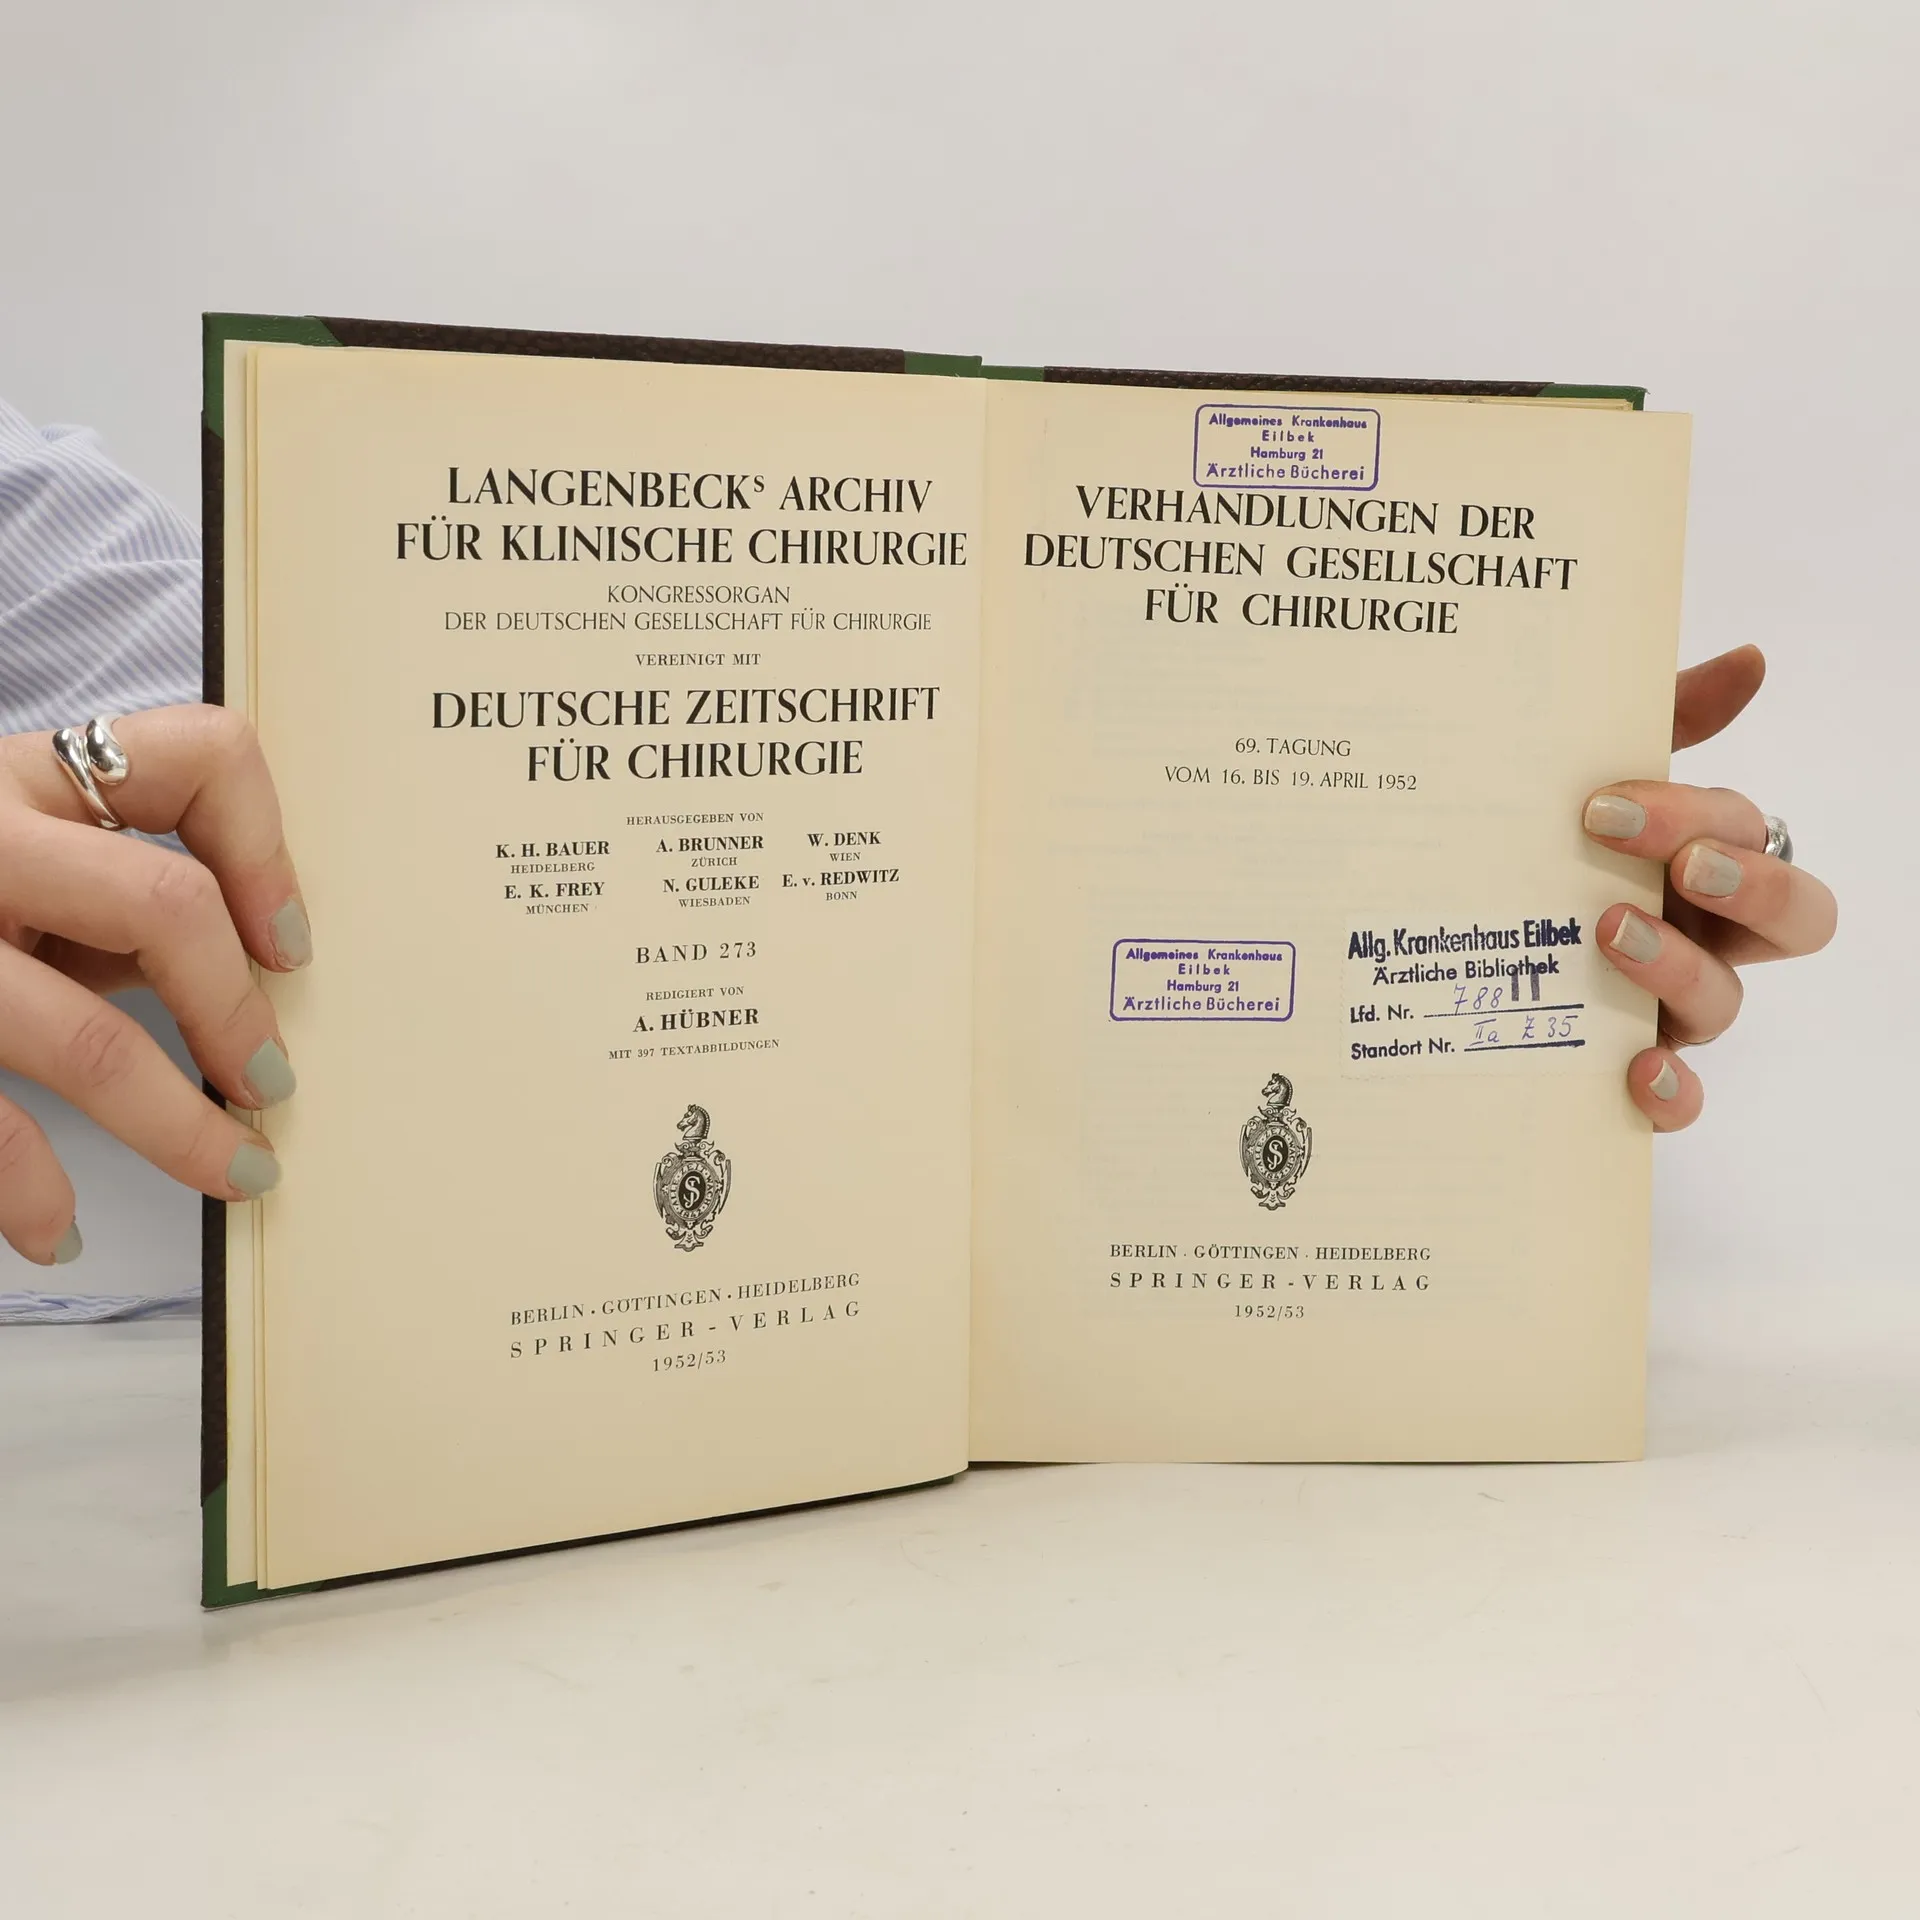 LANGENBECKS ARCHIV
FÜR KLINISCHE CHIRURGIE
KONGRESSORGAN
DER DEUTSCHEN GESELLSCHAFT FÜR CHIRURGIE
VEREINIGT MIT
DEUTSCHE ZEITSCHRIFT
FÜR CHIRURGIE
HERAUSGEGEBEN VON
K. H. BAUER A. BRUNNER W. DENK
HEIDELBERG ZÜRICH WIEN
E. K. FREY N. GULEKE E. v. REDWITZ
MÜNCHEN WIESBADEN BONN
BAND 273
REDIGIERT VON
A. HÜBNER
MIT 397 TEXTABBILDUNGEN
BERLIN · GÖTTINGEN · HEIDELBERG
SPRINGER-VERLAG
1952/53
Allgemeines Krankenhaus
Eilbek
Hamburg 21
Ärztliche Bücherei
VERHANDLUNGEN DER
DEUTSCHEN GESELLSCHAFT
FÜR CHIRURGIE
69. TAGUNG
VOM 16. BIS 19. APRIL 1952
Allgemeines Krankenhaus
Eilbek
Hamburg 21
Ärztliche Bücherei
Allg. Krankenhaus Eilbek
Ärztliche Bibliothek
Lfd. Nr. 788 II
Standort Nr. IIa Z 35
BERLIN · GÖTTINGEN · HEIDELBERG
SPRINGER-VERLAG
1952/53